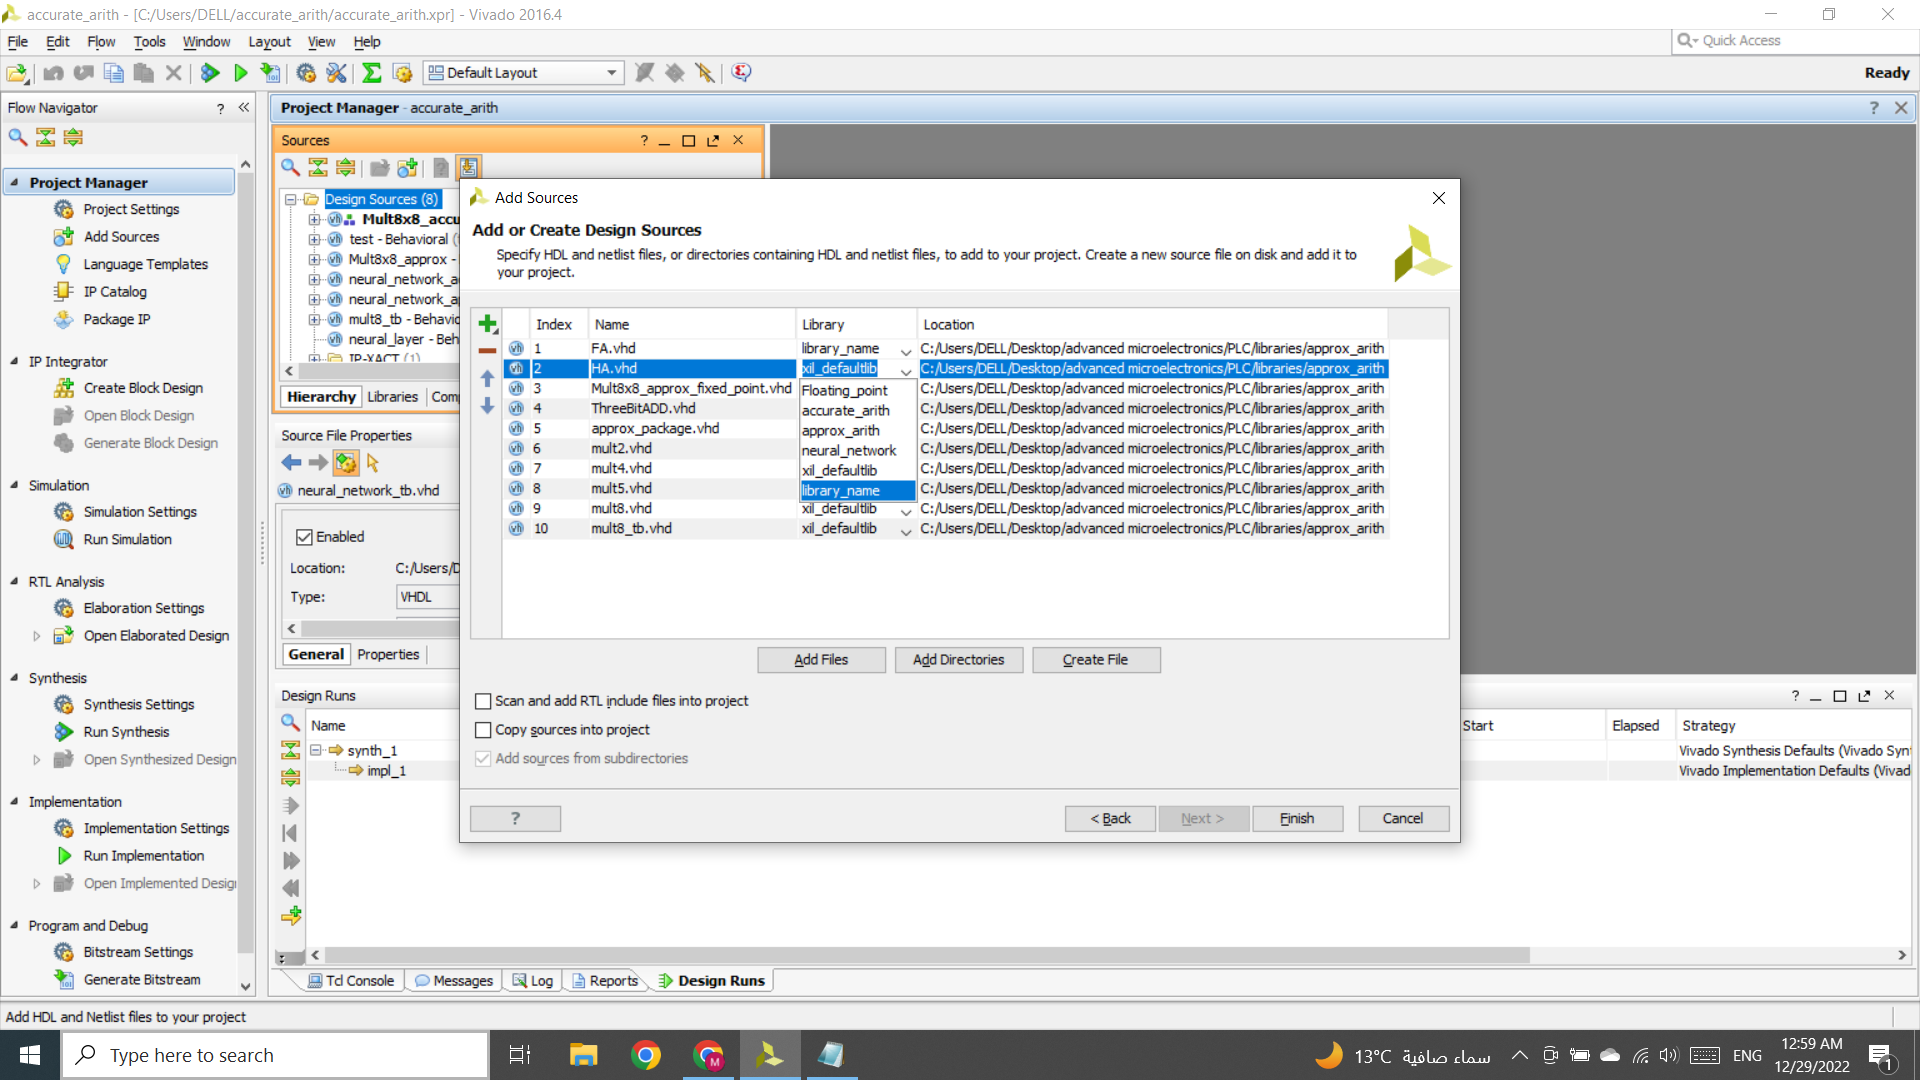 accurate_arith - [C:/Users/DELL/accurate_arith/accurate_arith.xpr] - Vivado 2016.4
File Edit Flow Tools Window Layout View Help
Quick Access
Default Layout
Ready
Flow Navigator ? «
Project Manager - accurate_arith
Project Manager
Project Settings
Add Sources
Language Templates
IP Catalog
Package IP
IP Integrator
Create Block Design
Open Block Design
Generate Block Design
Simulation
Simulation Settings
Run Simulation
RTL Analysis
Elaboration Settings
Open Elaborated Design
Synthesis
Synthesis Settings
Run Synthesis
Open Synthesized Design
Implementation
Implementation Settings
Run Implementation
Open Implemented Desig
Program and Debug
Bitstream Settings
Generate Bitstream
Sources
Design Sources (8)
Mult8x8_accu
test - Behavioral (
Mult8x8_approx -
neural_network_a
neural_network_a
mult8_tb - Behavio
neural_layer - Beh
IP-XACT (1)
Hierarchy Libraries Com
Source File Properties
neural_network_tb.vhd
Enabled
Location: C:/Users/D
Type: VHDL
General Properties
Add Sources
Add or Create Design Sources
Specify HDL and netlist files, or directories containing HDL and netlist files, to add to your project. Create a new source file on disk and add it to
your project.
Index Name Library Location
1 FA.vhd library_name C:/Users/DELL/Desktop/advanced microelectronics/PLC/libraries/approx_arith
2 HA.vhd xil_defaultlib C:/Users/DELL/Desktop/advanced microelectronics/PLC/libraries/approx_arith
3 Mult8x8_approx_fixed_point.vhd C:/Users/DELL/Desktop/advanced microelectronics/PLC/libraries/approx_arith
4 ThreeBitADD.vhd C:/Users/DELL/Desktop/advanced microelectronics/PLC/libraries/approx_arith
5 approx_package.vhd C:/Users/DELL/Desktop/advanced microelectronics/PLC/libraries/approx_arith
6 mult2.vhd C:/Users/DELL/Desktop/advanced microelectronics/PLC/libraries/approx_arith
7 mult4.vhd C:/Users/DELL/Desktop/advanced microelectronics/PLC/libraries/approx_arith
8 mult5.vhd C:/Users/DELL/Desktop/advanced microelectronics/PLC/libraries/approx_arith
9 mult8.vhd xil_defaultlib C:/Users/DELL/Desktop/advanced microelectronics/PLC/libraries/approx_arith
10 mult8_tb.vhd xil_defaultlib C:/Users/DELL/Desktop/advanced microelectronics/PLC/libraries/approx_arith
Floating_point
accurate_arith
approx_arith
neural_network
xil_defaultlib
library_name
Add Files Add Directories Create File
Scan and add RTL include files into project
Copy sources into project
Add sources from subdirectories
? < Back Next > Finish Cancel
Design Runs
Name Start Elapsed Strategy
synth_1 Vivado Synthesis Defaults (Vivado Syn
impl_1 Vivado Implementation Defaults (Vivad
Tcl Console Messages Log Reports Design Runs
Add HDL and Netlist files to your project
Type here to search
13°C سماء صافية
ENG
12:59 AM
12/29/2022
1